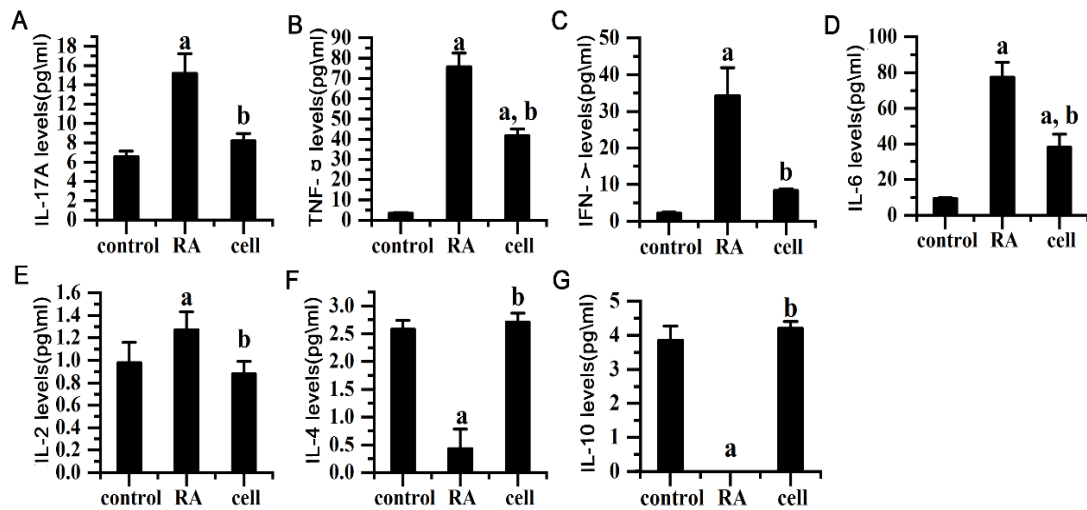 A
IL-17A levels(pg\ml)
18
16
14
12
10
8
6
4
2
0
a
b
control RA cell
B
TNF- ʊ levels(pg\ml)
90
80
70
60
50
40
30
20
10
0
a
a, b
control RA cell
C
IFN- > levels(pg\ml)
50
40
30
20
10
0
a
b
control RA cell
D
IL-6 levels(pg\ml)
100
80
60
40
20
0
a
a, b
control RA cell
E
IL-2 levels(pg\ml)
1.6
1.4
1.2
1.0
0.8
0.6
0.4
0.2
0.0
a
b
control RA cell
F
IL-4 levels(pg\ml)
3.0
2.5
2.0
1.5
1.0
0.5
0.0
a
b
control RA cell
G
IL-10 levels(pg\ml)
5
4
3
2
1
0
a
b
control RA cell